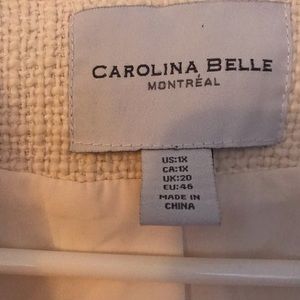 CAROLINA BELLE
MONTRÉAL
US:1X
CA:1X
UK:20
EU:46
MADE IN
CHINA